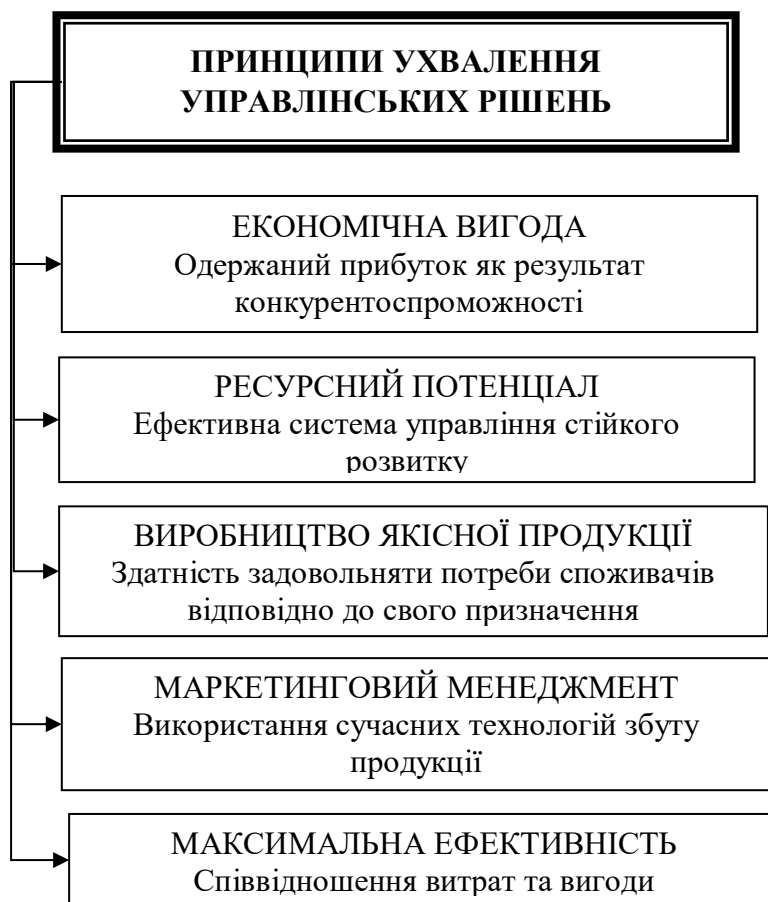 ПРИНЦИПИ УХВАЛЕННЯ
УПРАВЛІНСЬКИХ РІШЕНЬ
ЕКОНОМІЧНА ВИГОДА
Одержаний прибуток як результат
конкурентоспроможності
РЕСУРСНИЙ ПОТЕНЦІАЛ
Ефективна система управління стійкого
розвитку
ВИРОБНИЦТВО ЯКІСНОЇ ПРОДУКЦІЇ
Здатність задовольняти потреби споживачів
відповідно до свого призначення
МАРКЕТИНГОВИЙ МЕНЕДЖМЕНТ
Використання сучасних технологій збуту
продукції
МАКСИМАЛЬНА ЕФЕКТИВНІСТЬ
Співвідношення витрат та вигоди